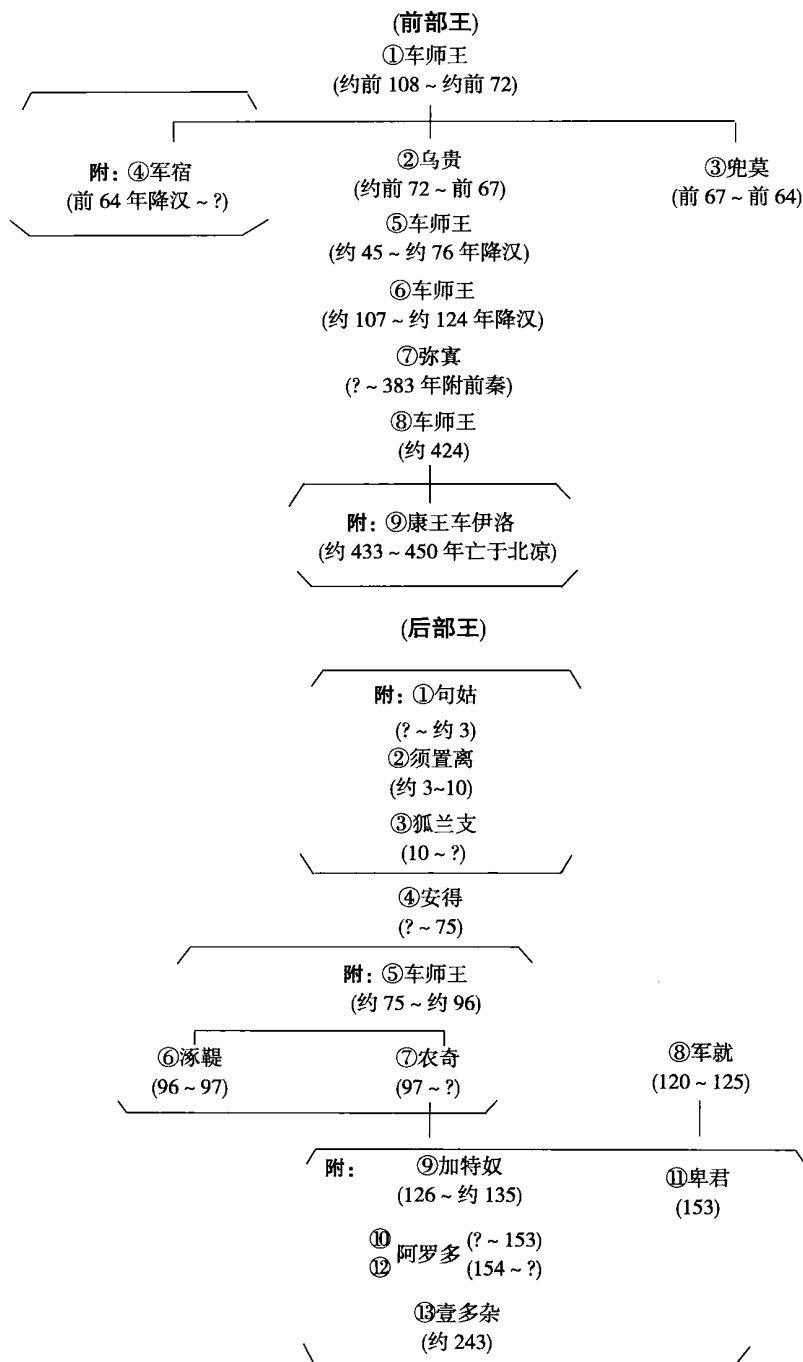 (前部王)
①车师王
(约前 108 ~ 约前 72)
附：④军宿
(前 64 年降汉 ~ ?)
②乌贵
(约前 72 ~ 前 67)
③兜莫
(前 67 ~ 前 64)
⑤车师王
(约 45 ~ 约 76 年降汉)
⑥车师王
(约 107 ~ 约 124 年降汉)
⑦弥窴
(? ~ 383 年附前秦)
⑧车师王
(约 424)
附：⑨康王车伊洛
(约 433 ~ 450 年亡于北凉)
(后部王)
附：①句姑
(? ~ 约 3)
②须置离
(约 3~10)
③狐兰支
(10 ~ ?)
④安得
(? ~ 75)
附：⑤车师王
(约 75 ~ 约 96)
⑥涿鞮
(96 ~ 97)
⑦农奇
(97 ~ ?)
⑧军就
(120 ~ 125)
附：⑨加特奴
(126 ~ 约 135)
⑪卑君
(153)
⑩ 阿罗多 (? ~ 153)
⑫ (154 ~ ?)
⑬壹多杂
(约 243)